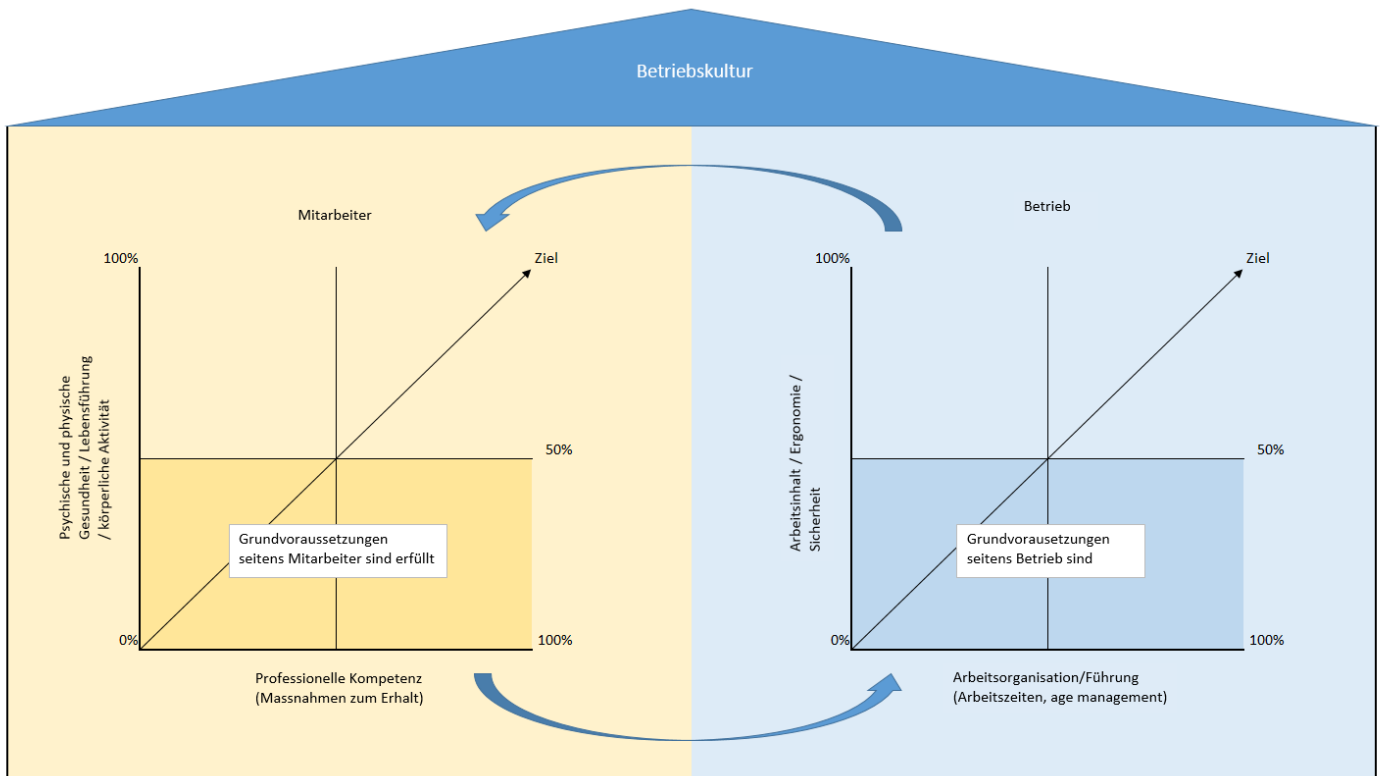 Betriebskultur
Mitarbeiter
100%
Ziel
Psychische und physische
Gesundheit / Lebensführung
/ körperliche Aktivität
50%
Grundvoraussetzungen
seitens Mitarbeiter sind erfüllt
0%
100%
Professionelle Kompetenz
(Massnahmen zum Erhalt)
Betrieb
100%
Ziel
Arbeitsinhalt / Ergonomie /
Sicherheit
50%
Grundvorausetzungen
seitens Betrieb sind
0%
100%
Arbeitsorganisation/Führung
(Arbeitszeiten, age management)